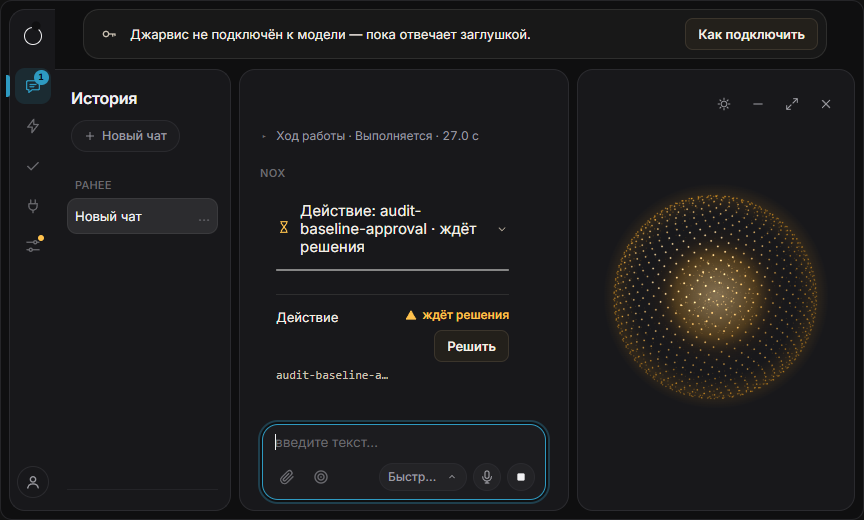 Джарвис не подключён к модели — пока отвечает заглушкой.
Как подключить
1
История
+ Новый чат
РАНЕЕ
Новый чат
...
Ход работы · Выполняется · 27.0 с
NOX
Действие: audit-
baseline-approval · ждёт
решения
Действие
ждёт решения
Решить
audit-baseline-a…
введите текст...
Быстр...